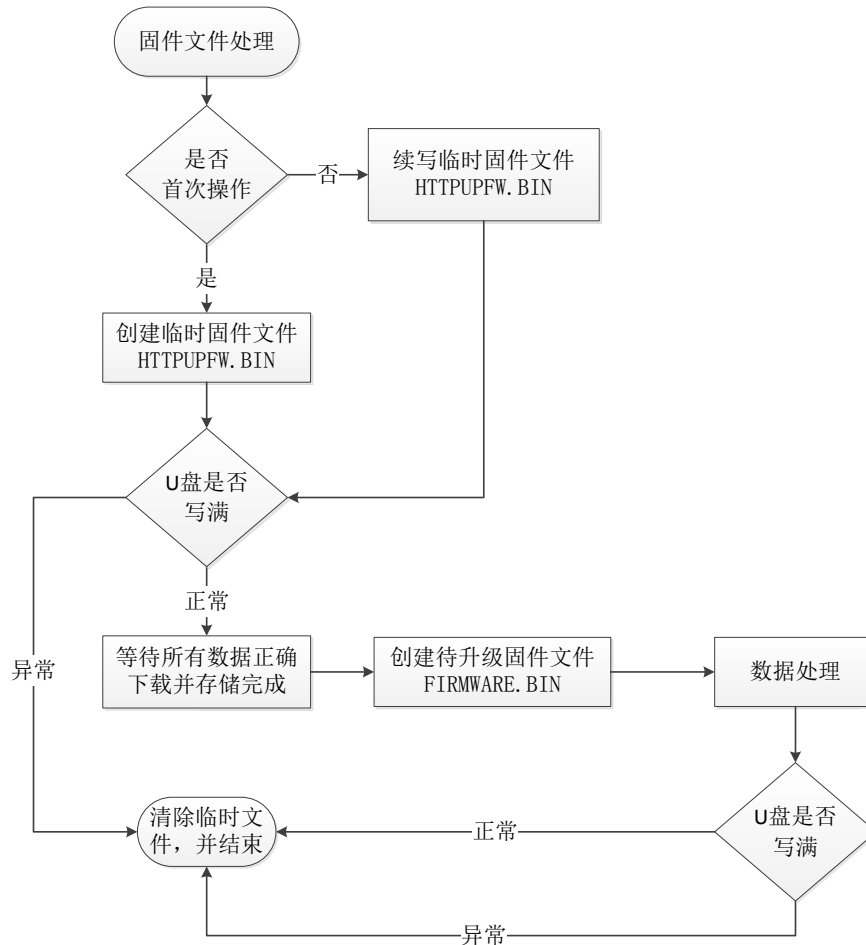 固件文件处理
是否
首次操作
否
续写临时固件文件
HTTPUPFW.BIN
是
创建临时固件文件
HTTPUPFW.BIN
U盘是否
写满
正常
异常
等待所有数据正确
下载并存储完成
创建待升级固件文件
FIRMWARE.BIN
数据处理
清除临时文
件，并结束
正常
U盘是否
写满
异常